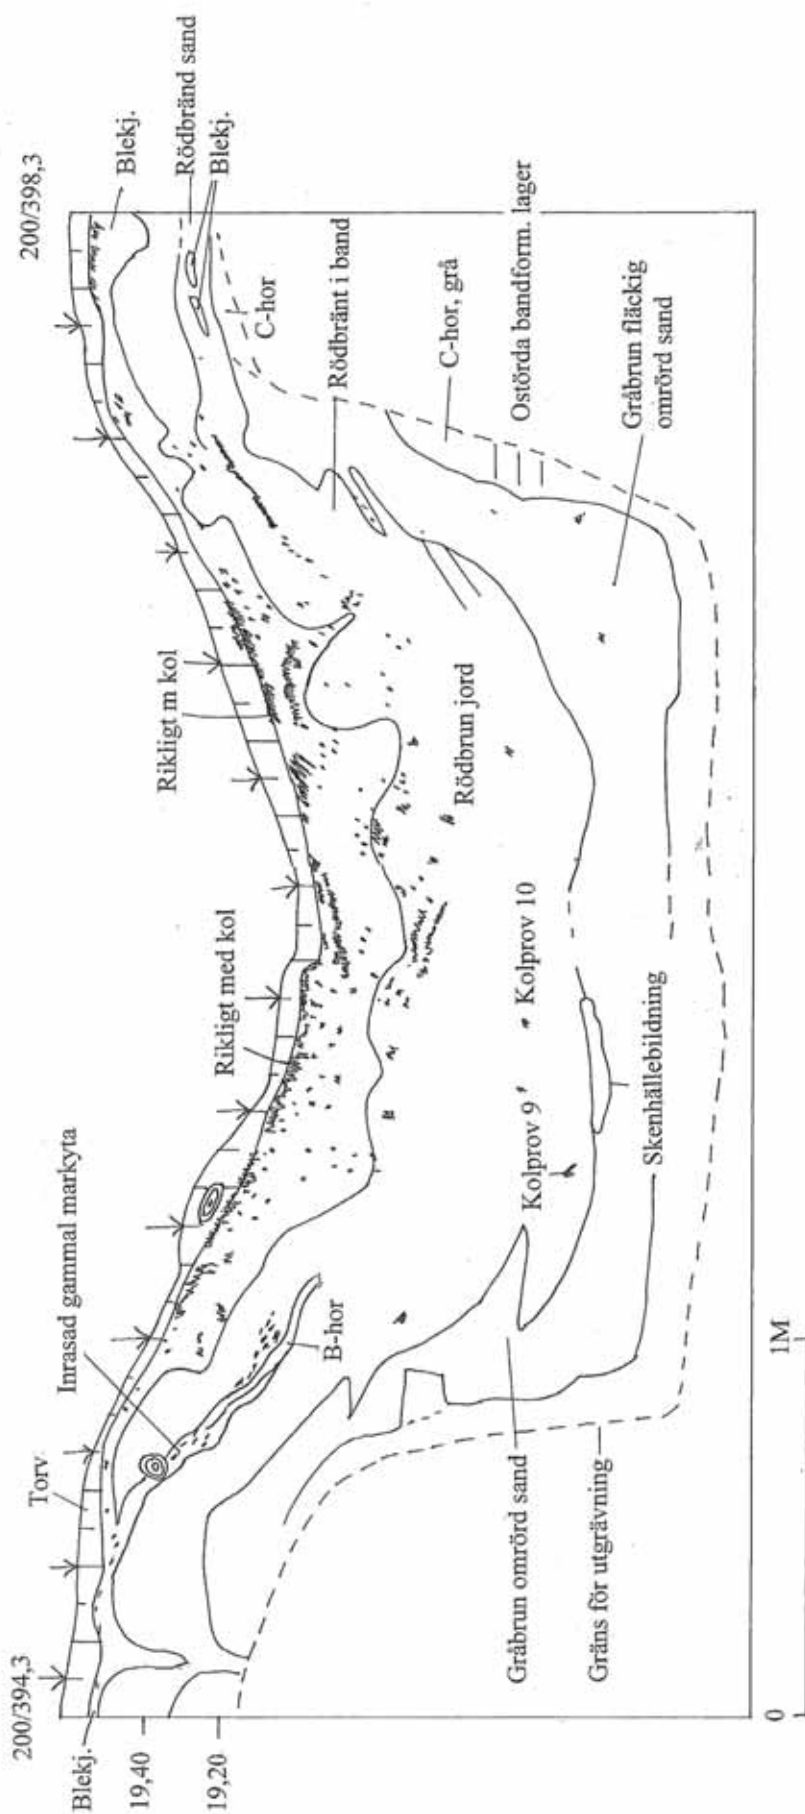 200/394,3
200/398,3
Torv
Inrasad gammal markyta
Rikligt med kol
Rikligt m kol
Blekj.
Blekj.
Rödbränd sand
Blekj.
19,40
19,20
B-hor
C-hor
Rödbränt i band
Rödbrun jord
Kolprov 9
Kolprov 10
C-hor, grå
Ostörda bandform. lager
Gråbrun fläckig
omrörd sand
Skenhällebildning
Gråbrun omrörd sand
Gräns för utgrävning
0
1M